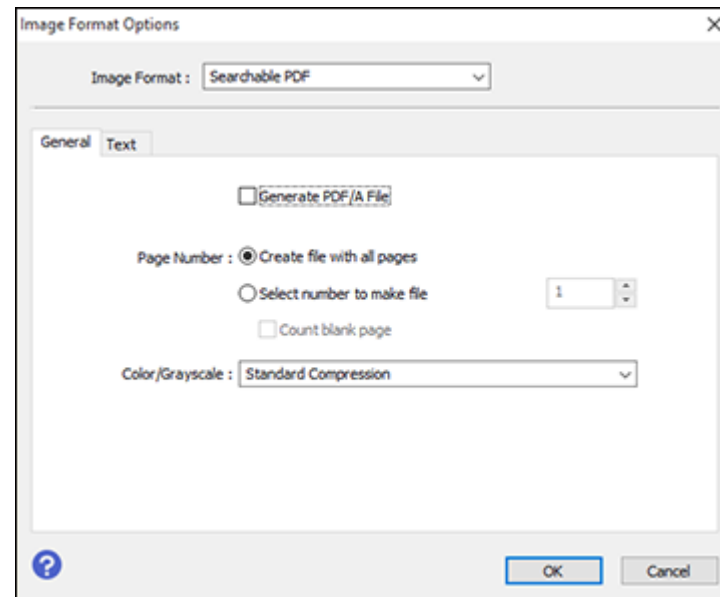 Image Format Options
Image Format : Searchable PDF
General Text
Generate PDF/A File
Page Number : Create file with all pages
Select number to make file 1
Count blank page
Color/Grayscale : Standard Compression
? OK Cancel